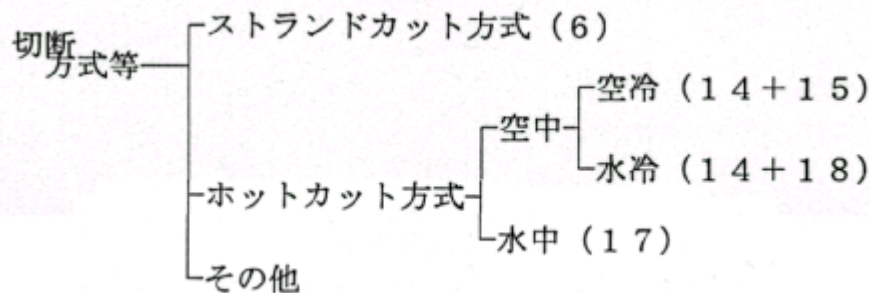 切断
方式等
ストランドカット方式（６）
ホットカット方式
空中
空冷（１４＋１５）
水冷（１４＋１８）
水中（１７）
その他